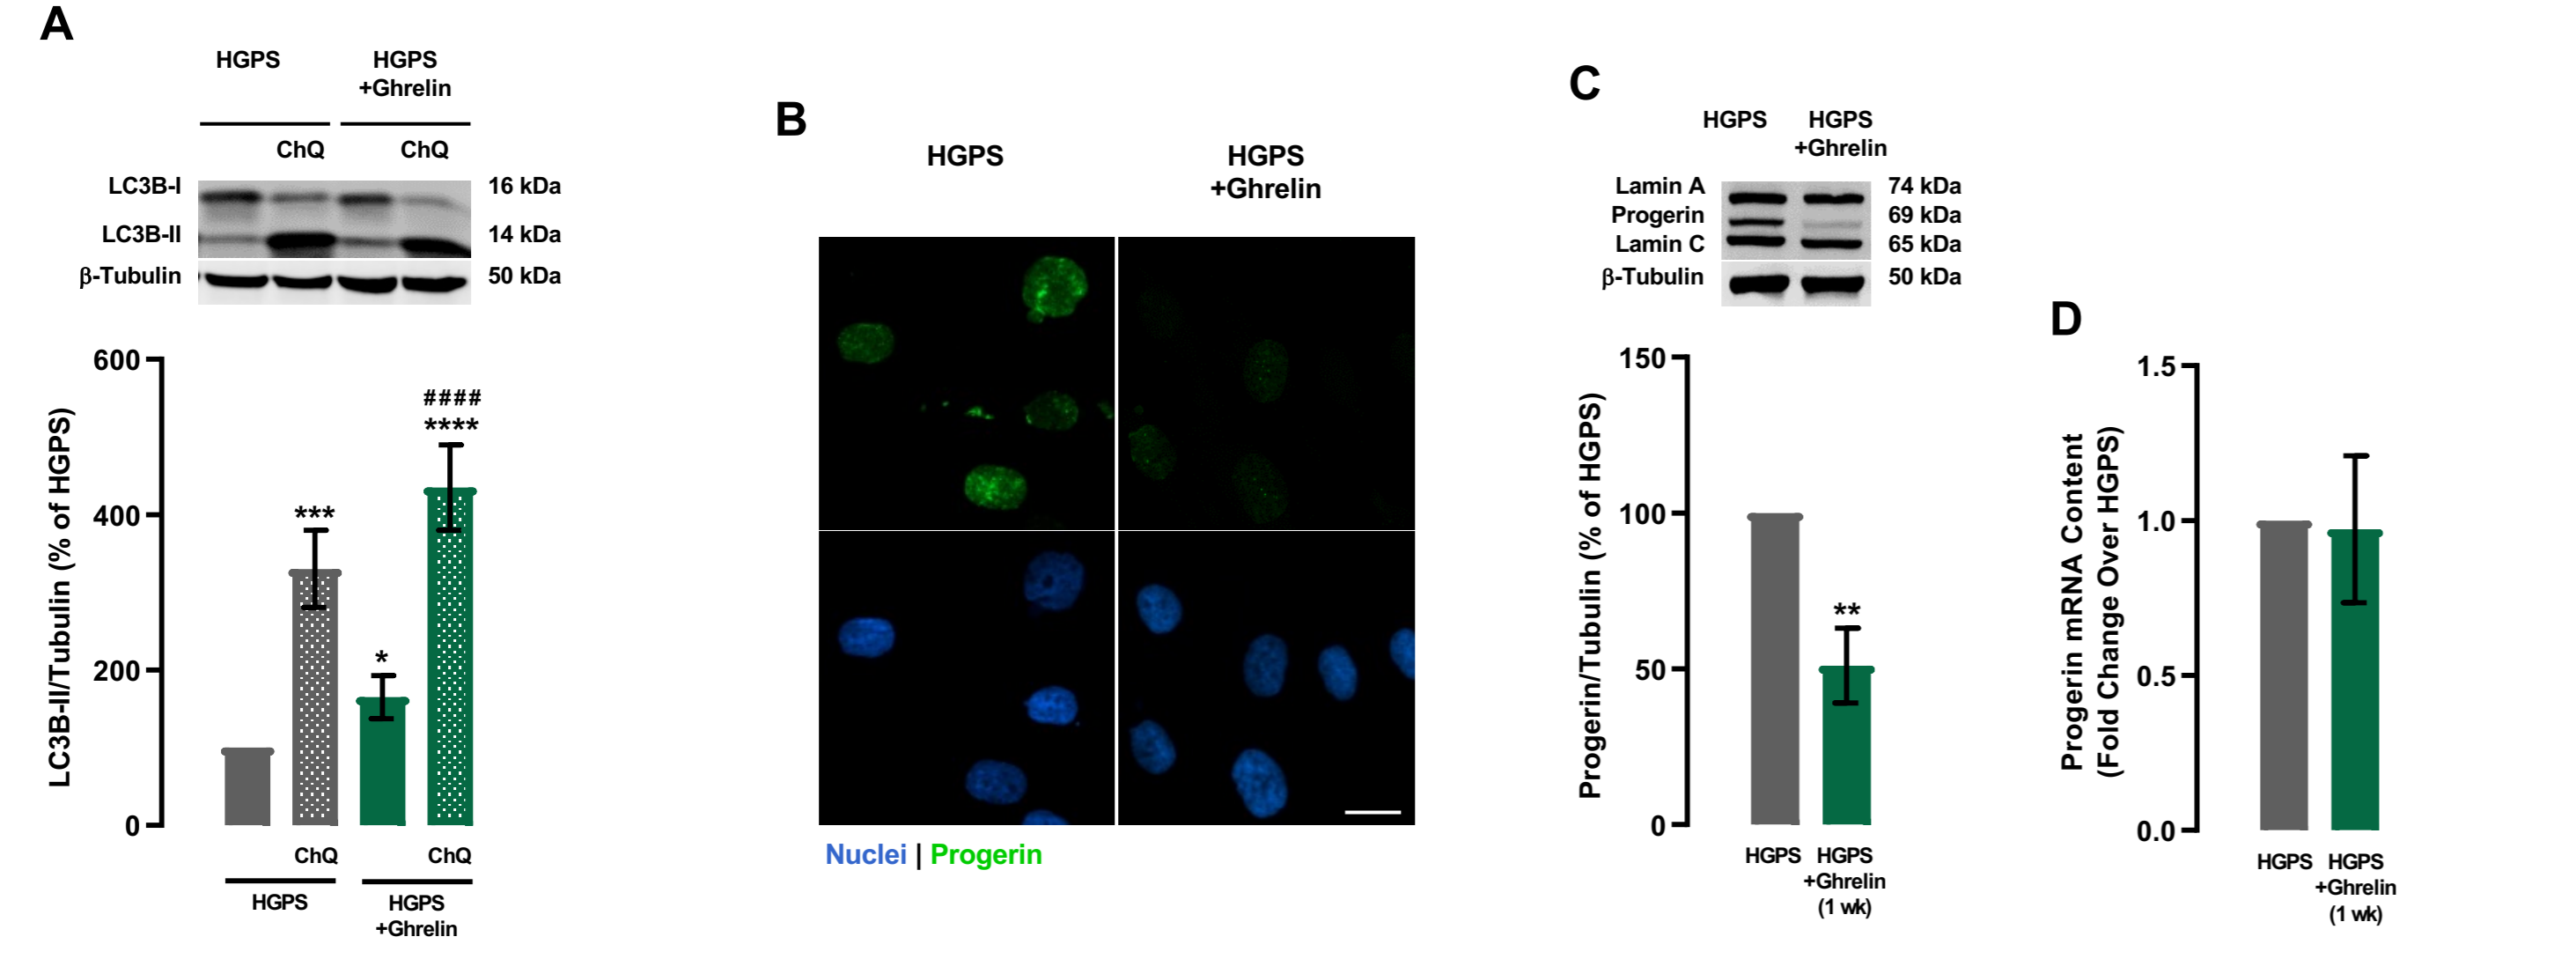 A
HGPS
HGPS
+Ghrelin
ChQ
ChQ
LC3B-I
16 kDa
LC3B-II
14 kDa
β-Tubulin
50 kDa
LC3B-II/Tubulin (% of HGPS)
600
400
200
0
***
*
####
****
ChQ
ChQ
HGPS
HGPS
+Ghrelin
B
HGPS
HGPS
+Ghrelin
Nuclei | Progerin
C
HGPS
HGPS
+Ghrelin
Lamin A
74 kDa
Progerin
69 kDa
Lamin C
65 kDa
β-Tubulin
50 kDa
Progerin/Tubulin (% of HGPS)
150
100
50
0
**
HGPS
HGPS
+Ghrelin
(1 wk)
D
Progerin mRNA Content
(Fold Change Over HGPS)
1.5
1.0
0.5
0.0
HGPS
HGPS
+Ghrelin
(1 wk)